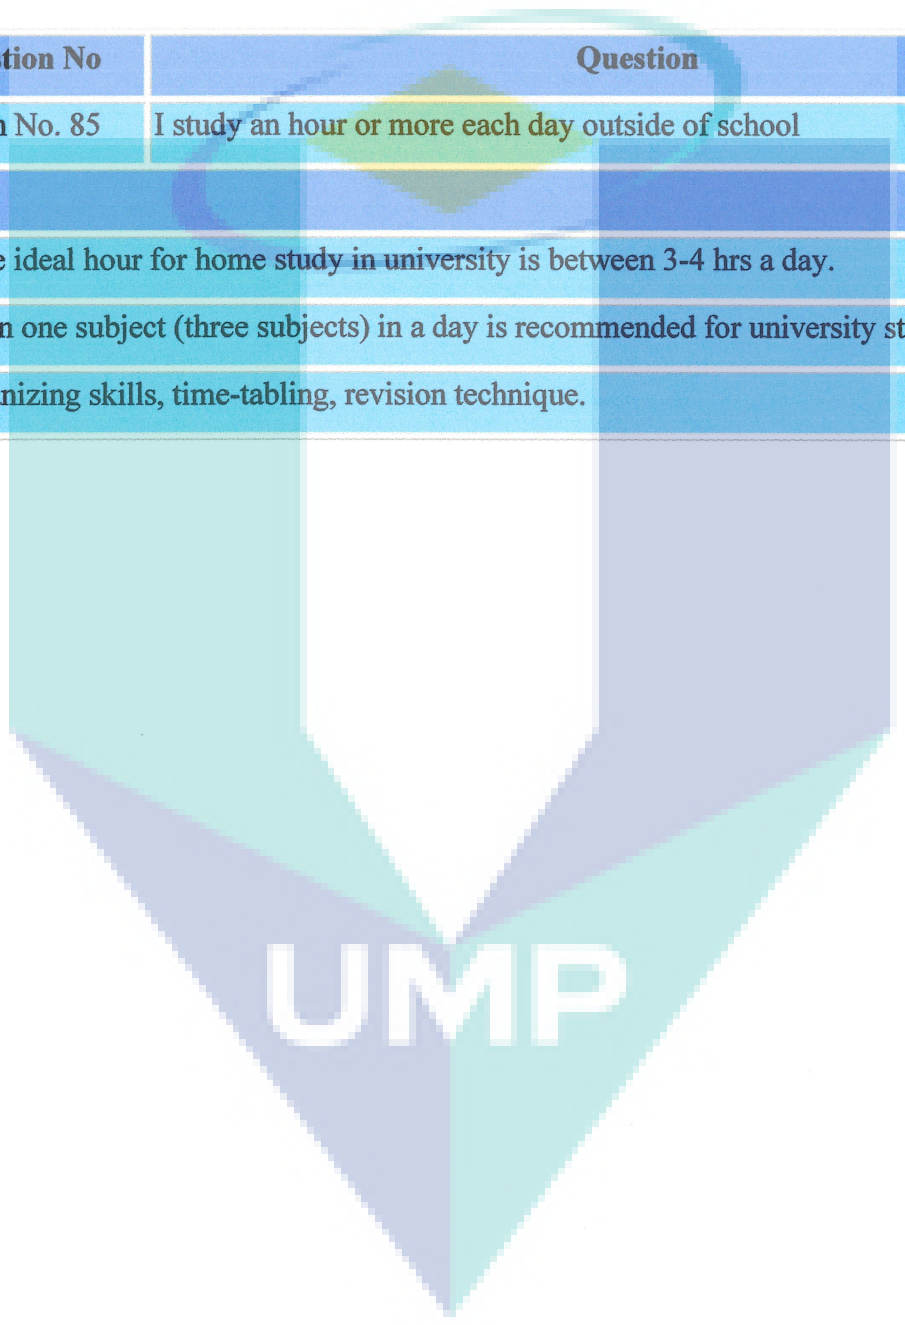 tion No Question
No. 85 I study an hour or more each day outside of school
e ideal hour for home study in university is between 3-4 hrs a day.
n one subject (three subjects) in a day is recommended for university st
nizing skills, time-tabling, revision technique.
UMP